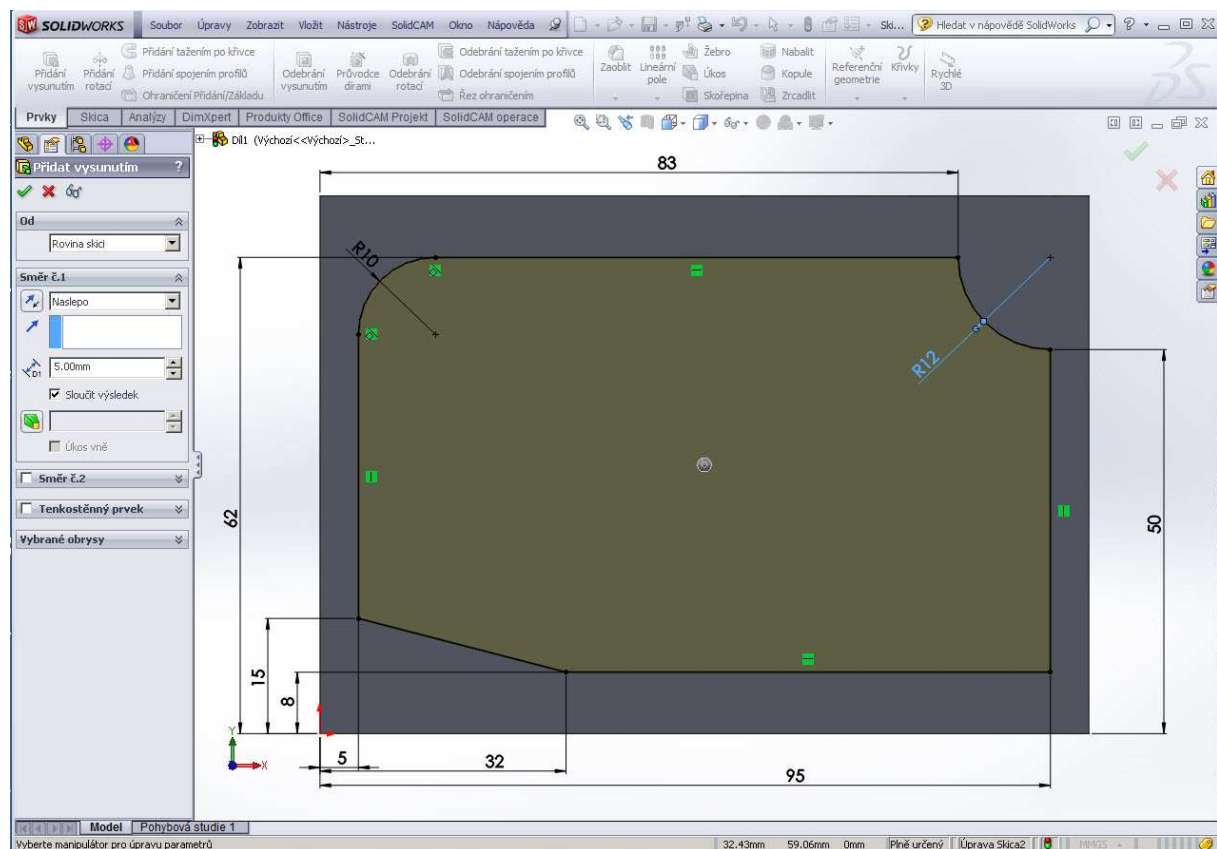 SW SOLIDWORKS Soubor Úpravy Zobrazit Vložit Nástroje SolidCAM Okno Nápověda Ski... Hledat v nápovědě SolidWorks
Přidání vysunutím
Přidání rotací
Přidání tažením po křivce
Přidání spojením profilů
Ohraničení Přidání/Základu
Odebrání vysunutím
Průvodce dírami
Odebrání rotací
Odebrání tažením po křivce
Odebrání spojením profilů
Řez ohraničením
Zaoblit
Lineární pole
Žebro
Úkos
Skořepina
Nabalit
Kopule
Zrcadlit
Referenční geometrie
Křivky
Rychlé 3D
Prvky Skica Analýzy DimXpert Produkty Office SolidCAM Projekt SolidCAM operace
Díl1 (Výchozí<<Výchozí>_St...
Přidat vysunutím ?
Od
Rovina skici
Směr č.1
Naslepo
D1 5.00mm
Sloučit výsledek
Úkos vně
Směr č.2
Tenkostěnný prvek
Vybrané obrysy
83
R10
R12
62
50
15
8
5
32
95
Y
X
Model Pohybová studie 1
Vyberte manipulátor pro úpravu parametrů 32.43mm 59.06mm 0mm Plně určený Úprava Skica2 MMGS